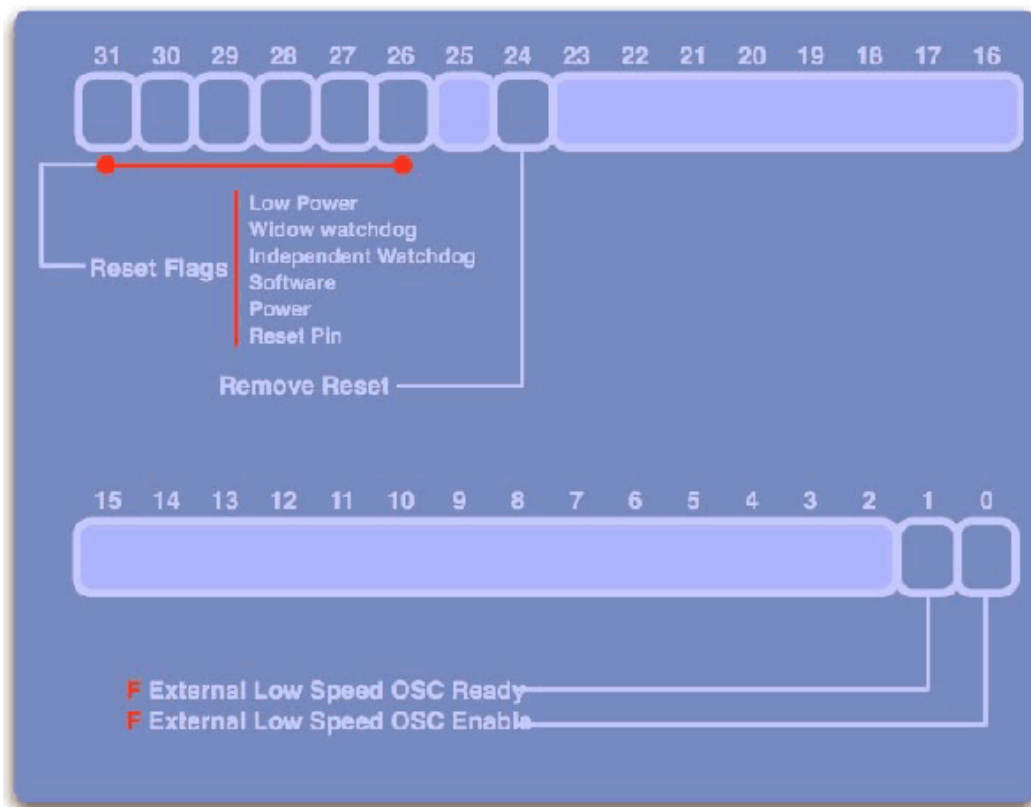 31 30 29 28 27 26 25 24 23 22 21 20 19 18 17 16
Low Power
Widow watchdog
Independent Watchdog
Reset Flags
Software
Power
Reset Pin
Remove Reset
15 14 13 12 11 10 9 8 7 6 5 4 3 2 1 0
F External Low Speed OSC Ready
F External Low Speed OSC Enable